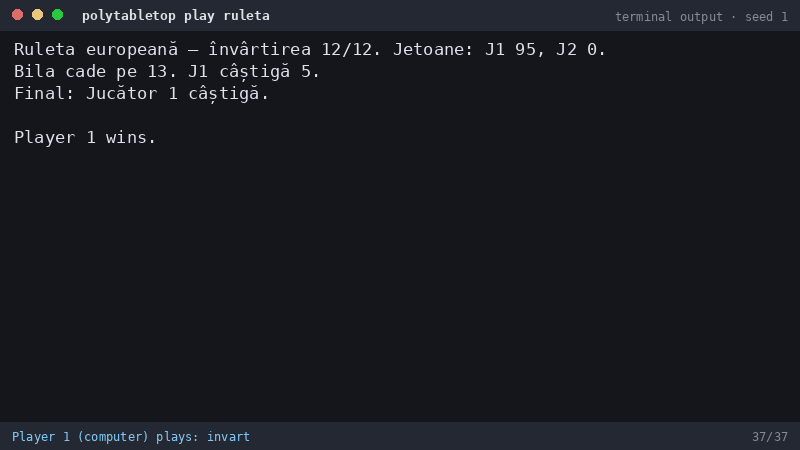 polytabletop play ruleta
terminal output · seed 1
Ruleta europeană — învârtirea 12/12. Jetoane: J1 95, J2 0.
Bila cade pe 13. J1 câștigă 5.
Final: Jucător 1 câștigă.
Player 1 wins.
Player 1 (computer) plays: invart
37/37